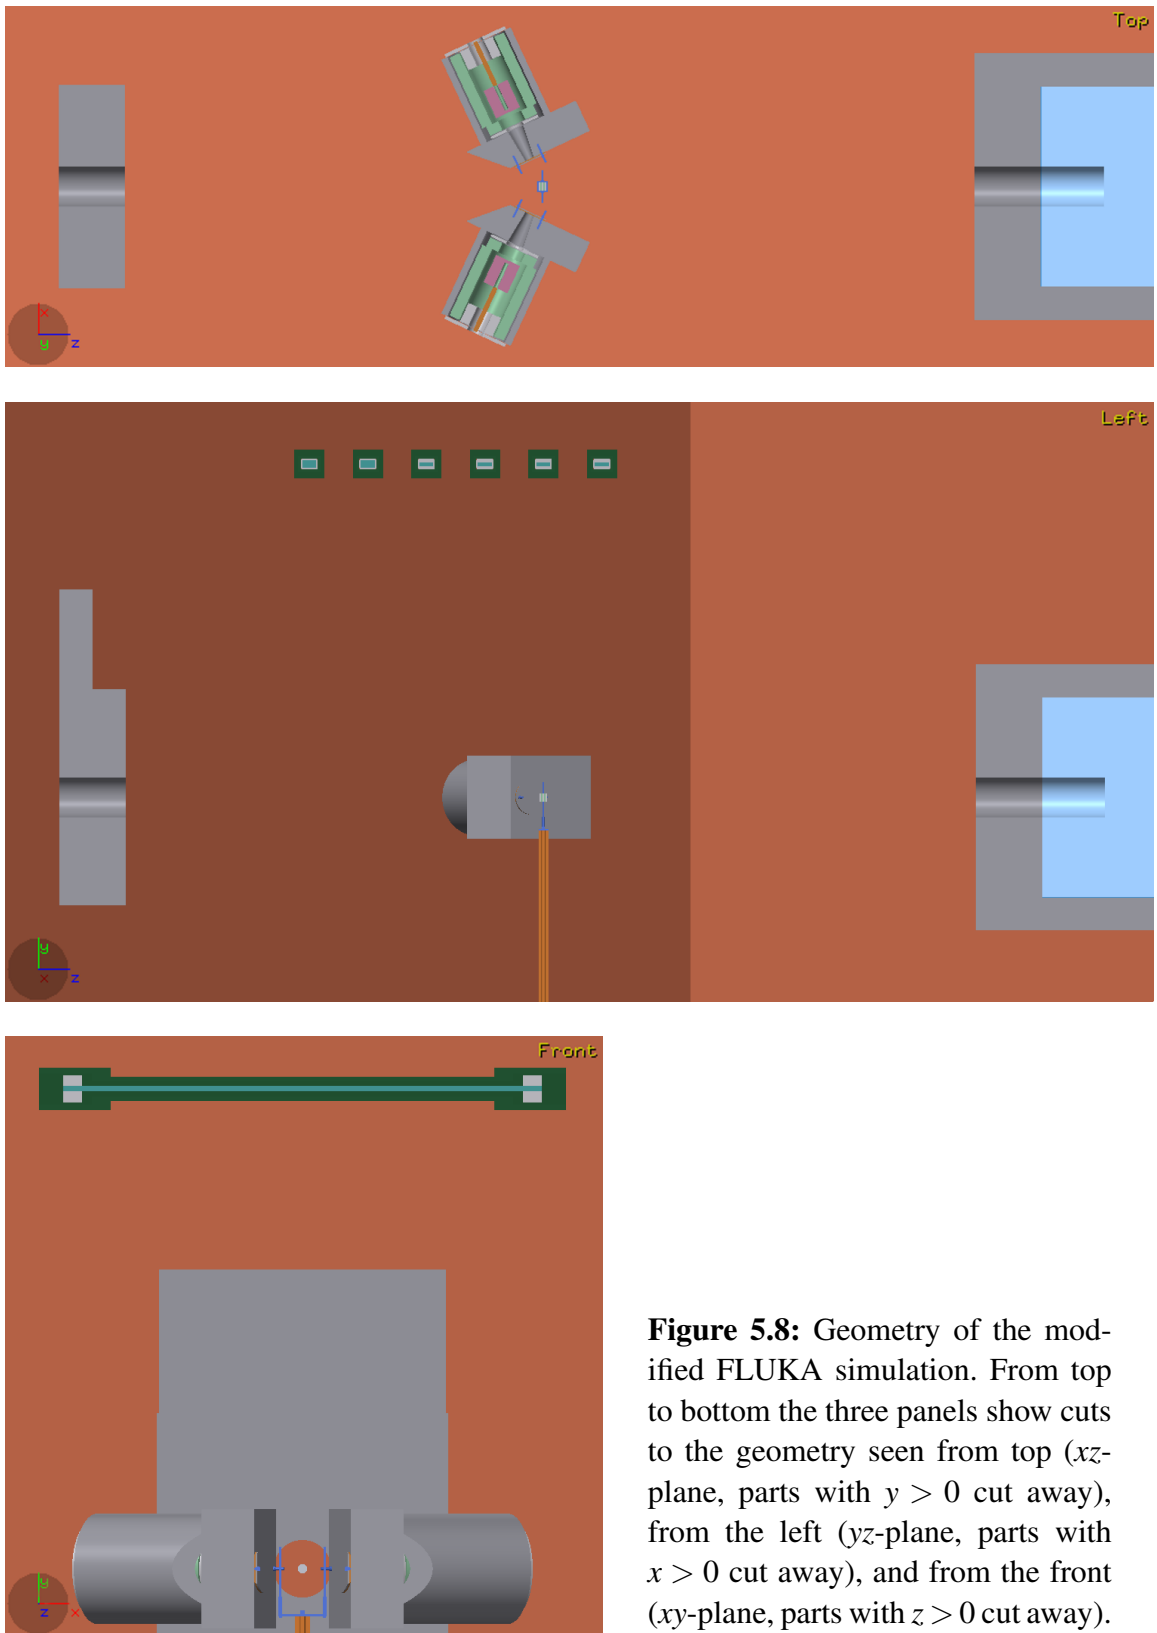 Top
x
y
z
Left
y
x
z
Front
y
z
x
Figure 5.8: Geometry of the mod-
ified FLUKA simulation. From top
to bottom the three panels show cuts
to the geometry seen from top (xz-
plane, parts with y > 0 cut away),
from the left (yz-plane, parts with
x > 0 cut away), and from the front
(xy-plane, parts with z > 0 cut away).